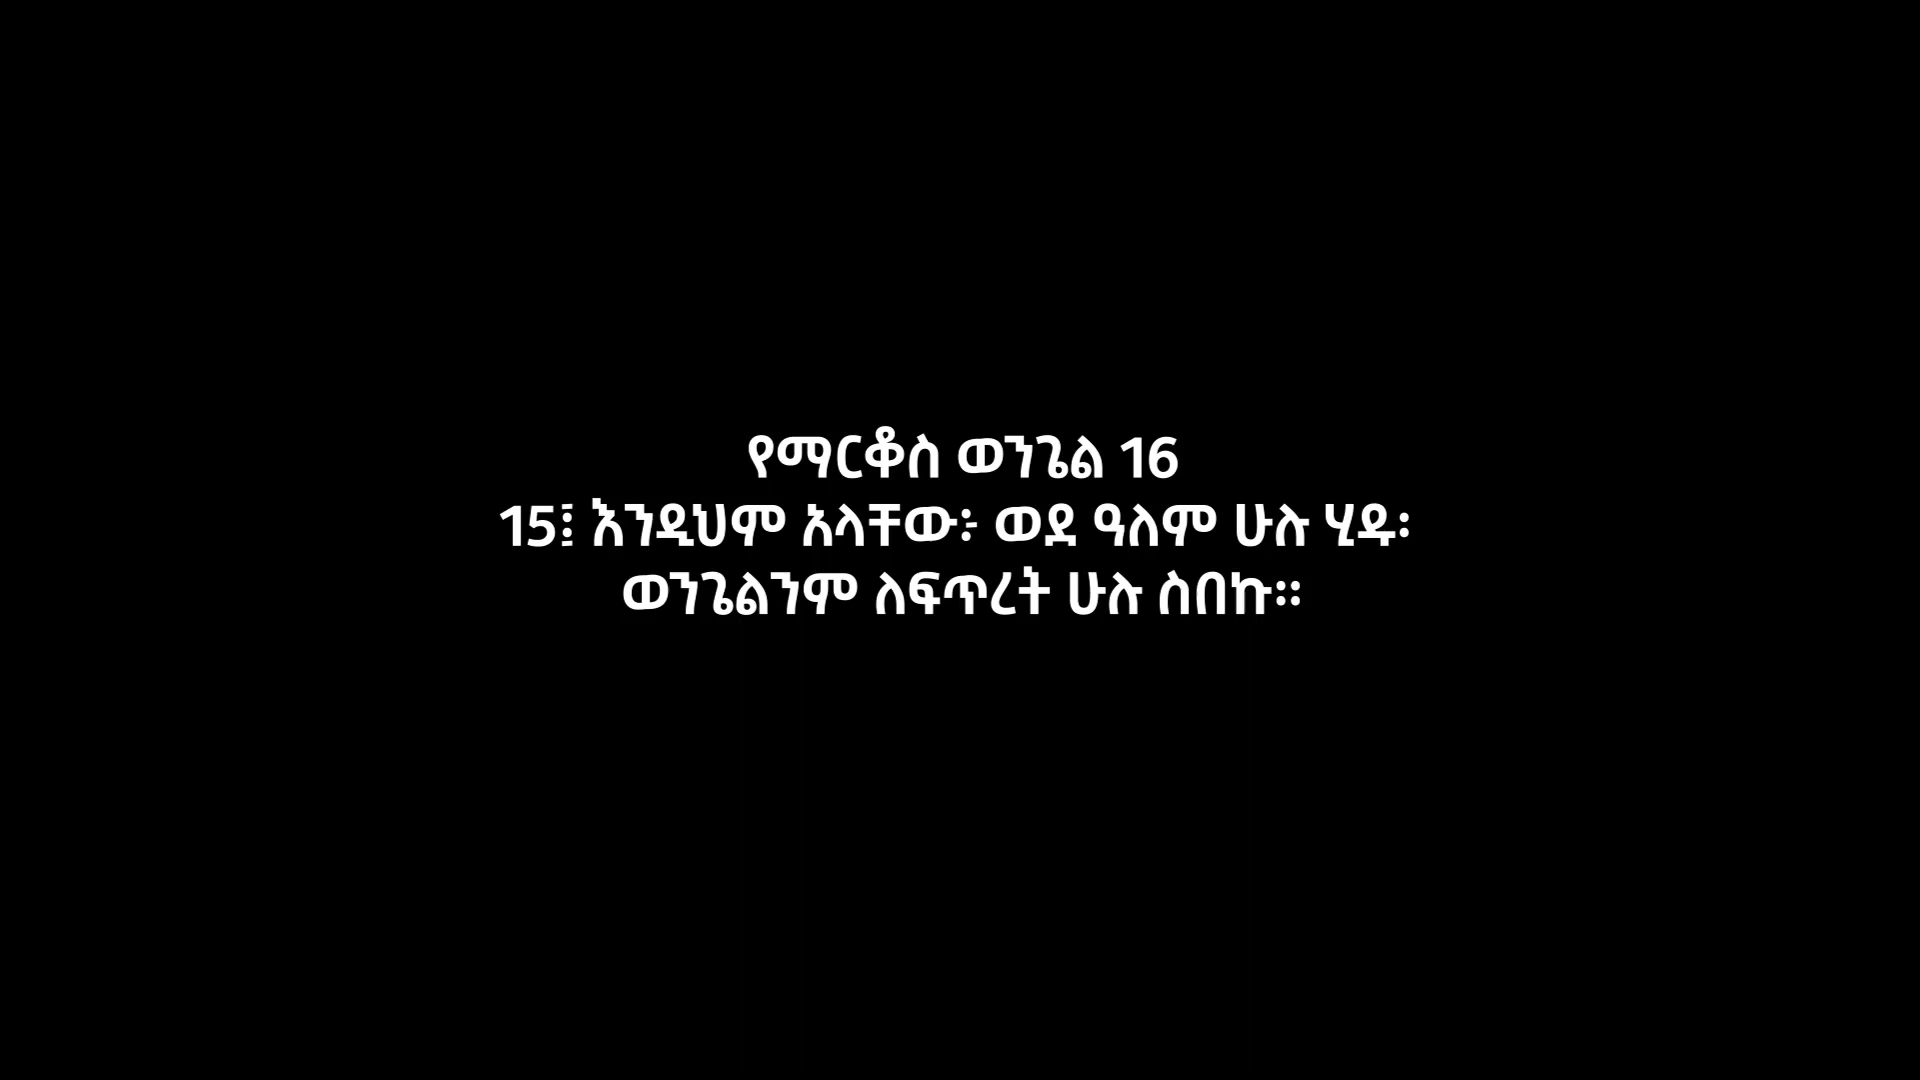 የማርቆስ ወንጌል 16
15፤ እንዲህም አላቸው፦ ወደ ዓለም ሁሉ ሂዱ፡
ወንጌልንም ለፍጥረት ሁሉ ስበኩ።